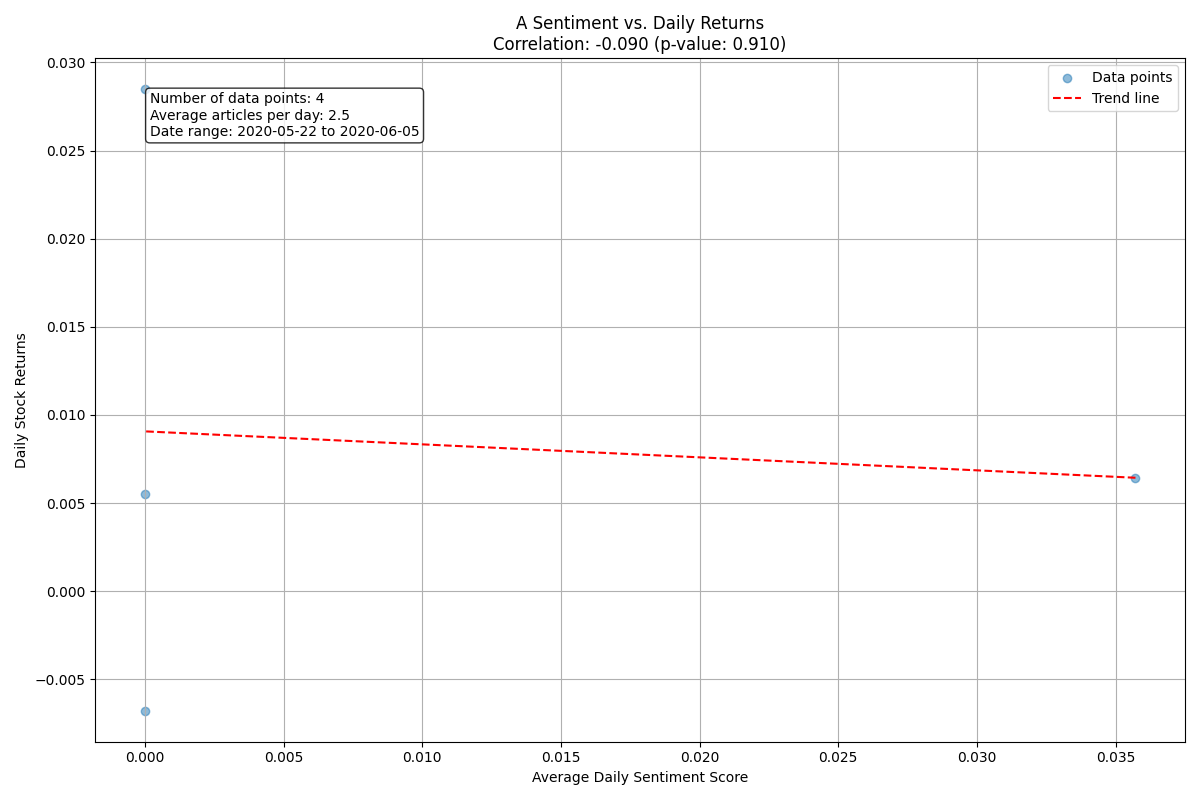 A Sentiment vs. Daily Returns
Correlation: -0.090 (p-value: 0.910)
Number of data points: 4
Average articles per day: 2.5
Date range: 2020-05-22 to 2020-06-05
Data points
Trend line
Daily Stock Returns
0.030
0.025
0.020
0.015
0.010
0.005
0.000
−0.005
0.000 0.005 0.010 0.015 0.020 0.025 0.030 0.035
Average Daily Sentiment Score